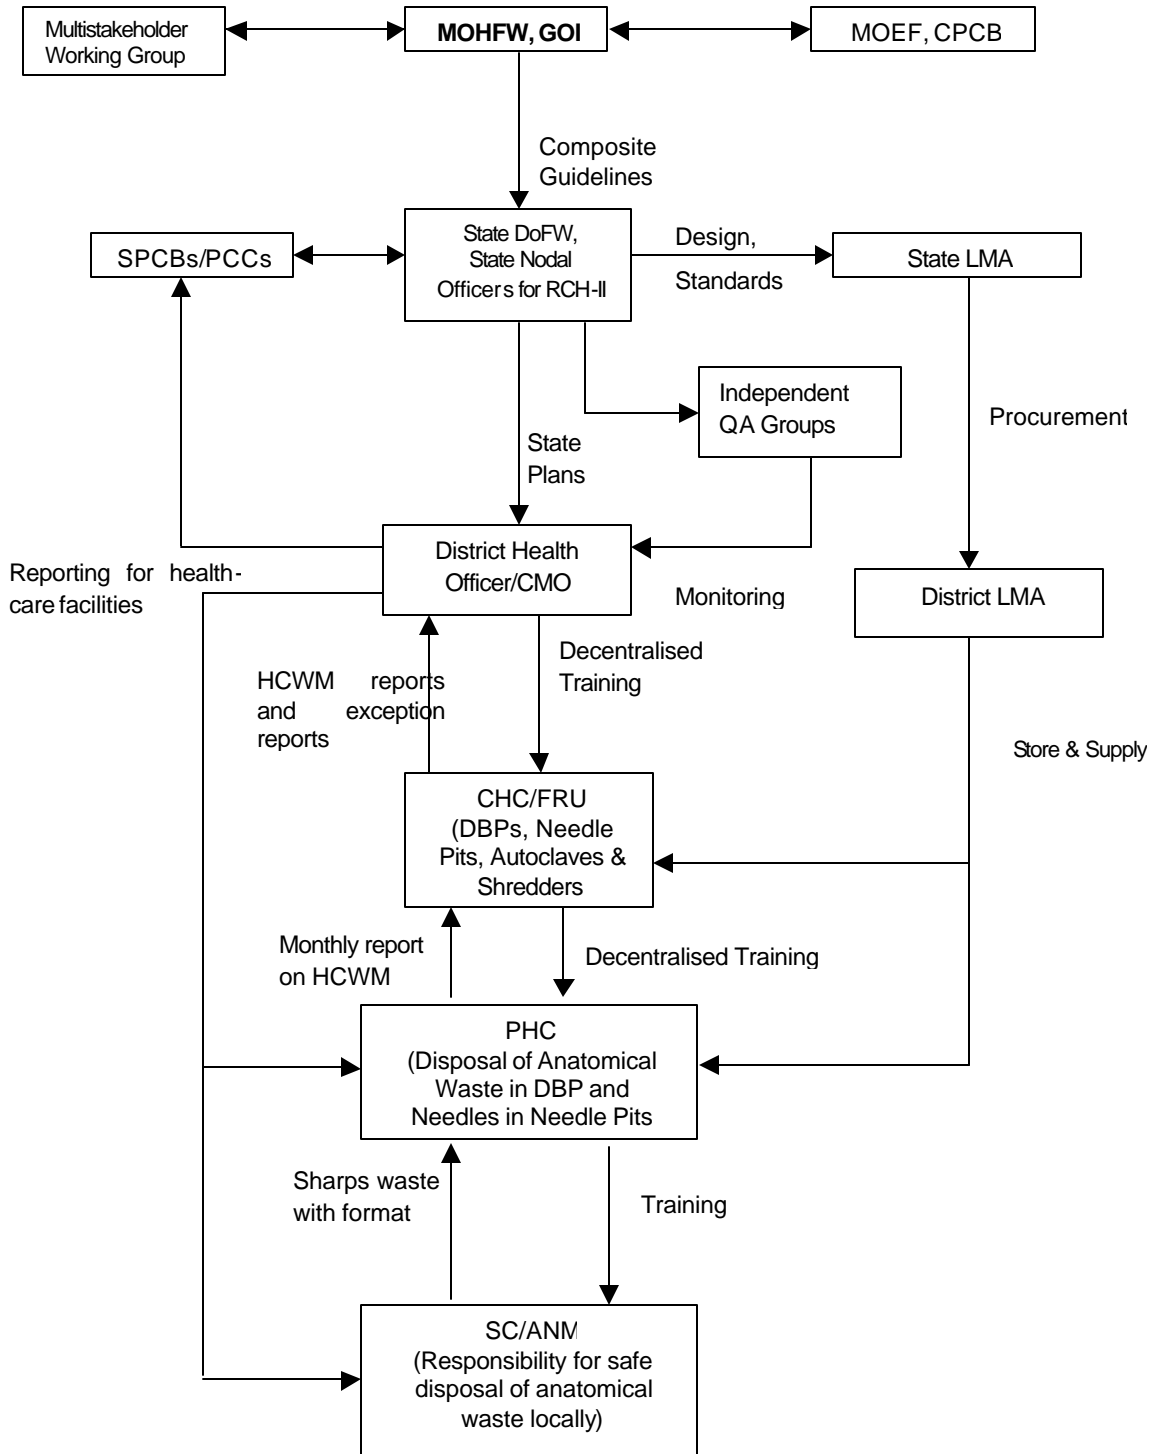 Multistakeholder
Working Group
MOHFW, GOI
MOEF, CPCB
Composite
Guidelines
SPCBs/PCCs
State DoFW,
State Nodal
Officers for RCH-II
Design,
Standards
State LMA
Independent
QA Groups
Procurement
State
Plans
District Health
Officer/CMO
Reporting for health-
care facilities
Monitoring
District LMA
HCWM reports
and exception
reports
Decentralised
Training
Store & Supply
CHC/FRU
(DBPs, Needle
Pits, Autoclaves &
Shredders
Monthly report
on HCWM
Decentralised Training
PHC
(Disposal of Anatomical
Waste in DBP and
Needles in Needle Pits
Sharps waste
with format
Training
SC/ANM
(Responsibility for safe
disposal of anatomical
waste locally)